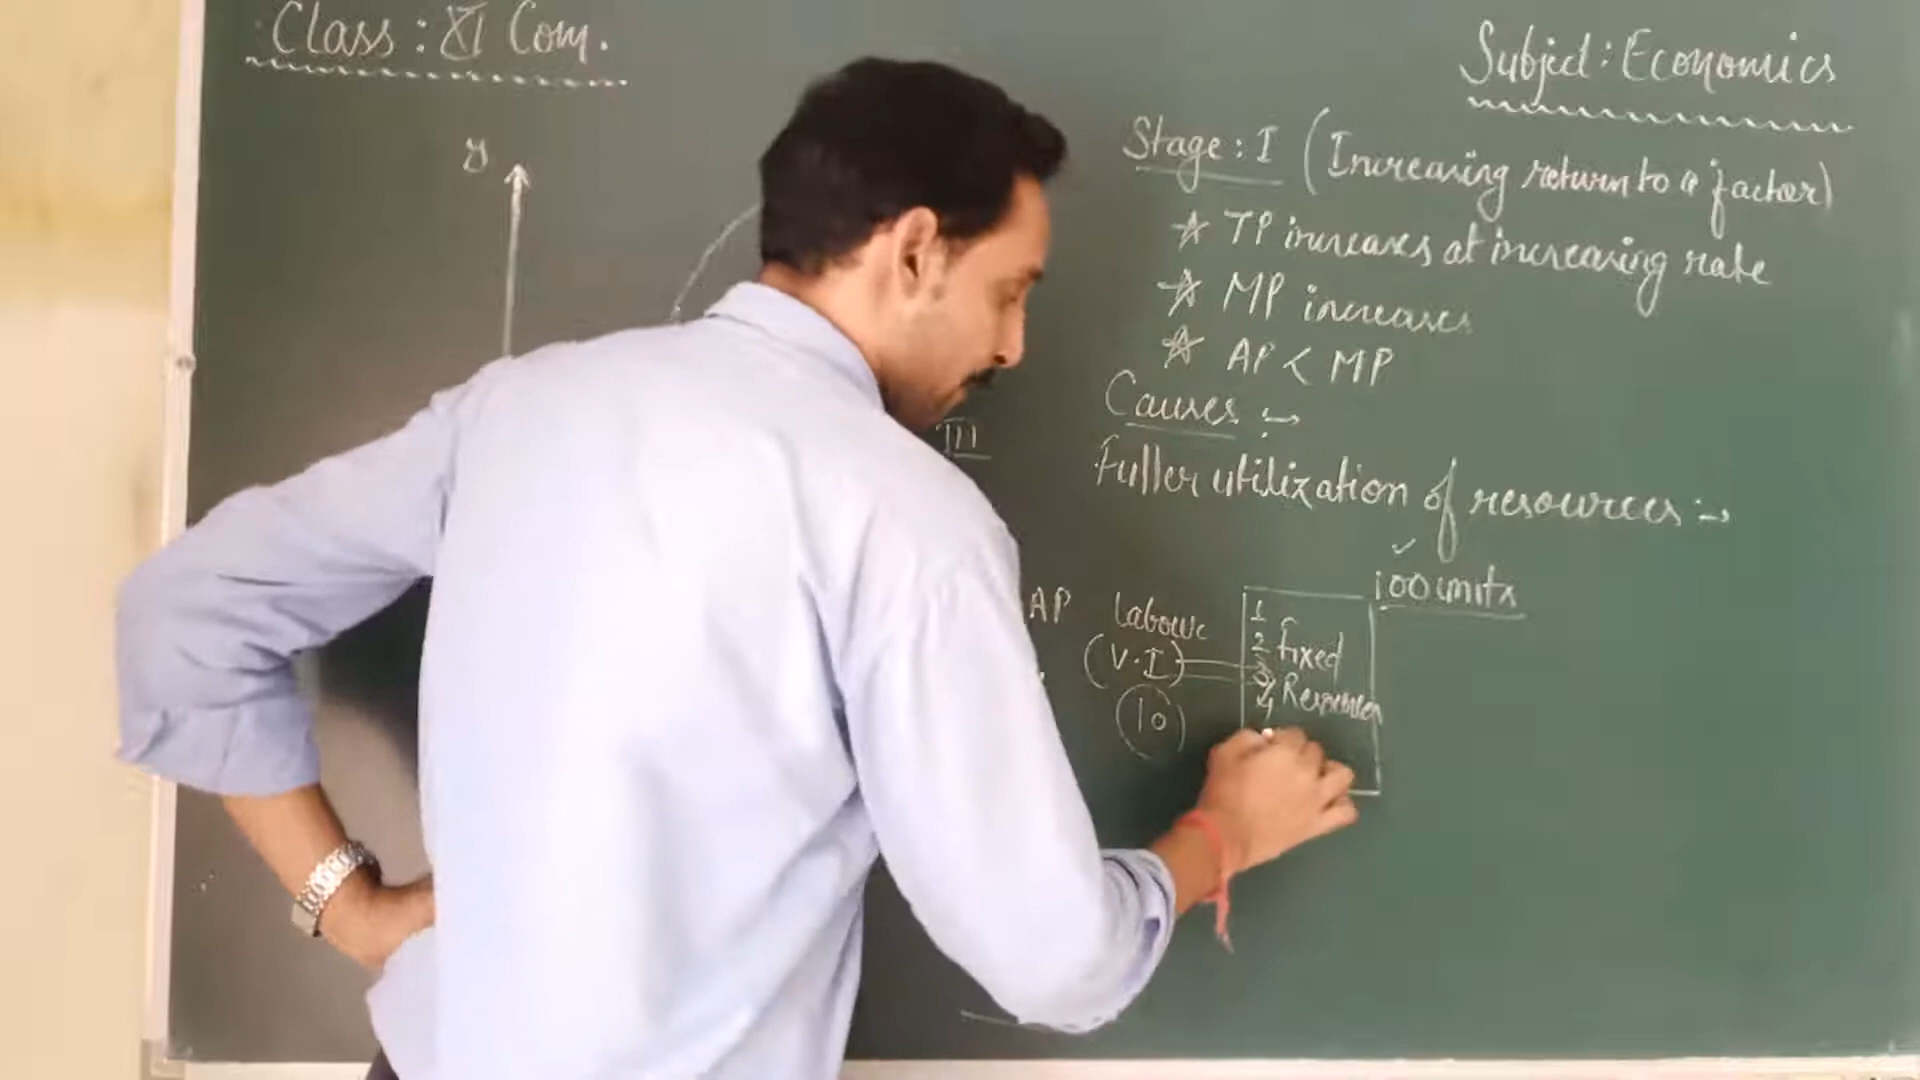 Class : XI Com.
Subject : Economics
y
Stage : I (Increasing return to a factor)
☆ TP increases at increasing rate
☆ MP increases
☆ AP < MP
Causes :→
III
Fuller utilization of resources :→
100 units
AP
Labour
(V.I)
10
1
2 Fixed
3
4